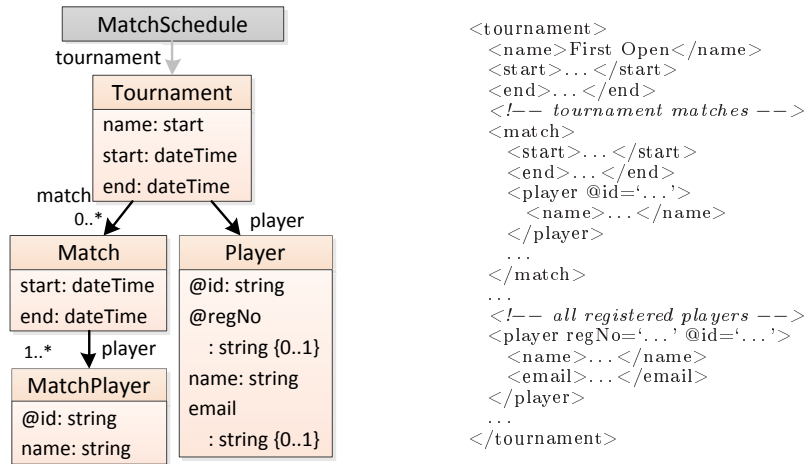 MatchSchedule
tournament
Tournament
name: start
start: dateTime
end: dateTime
match
0..*
player
Match
start: dateTime
end: dateTime
1..*
player
MatchPlayer
@id: string
name: string
Player
@id: string
@regNo
: string {0..1}
name: string
email
: string {0..1}
<tournament>
<name>First Open</name>
<start>...</start>
<end>...</end>
<!-- tournament matches -->
<match>
<start>...</start>
<end>...</end>
<player @id=‘...’>
<name>...</name>
</player>
...
</match>
...
<!-- all registered players -->
<player regNo=‘...’ @id=‘...’>
<name>...</name>
<email>...</email>
</player>
...
</tournament>